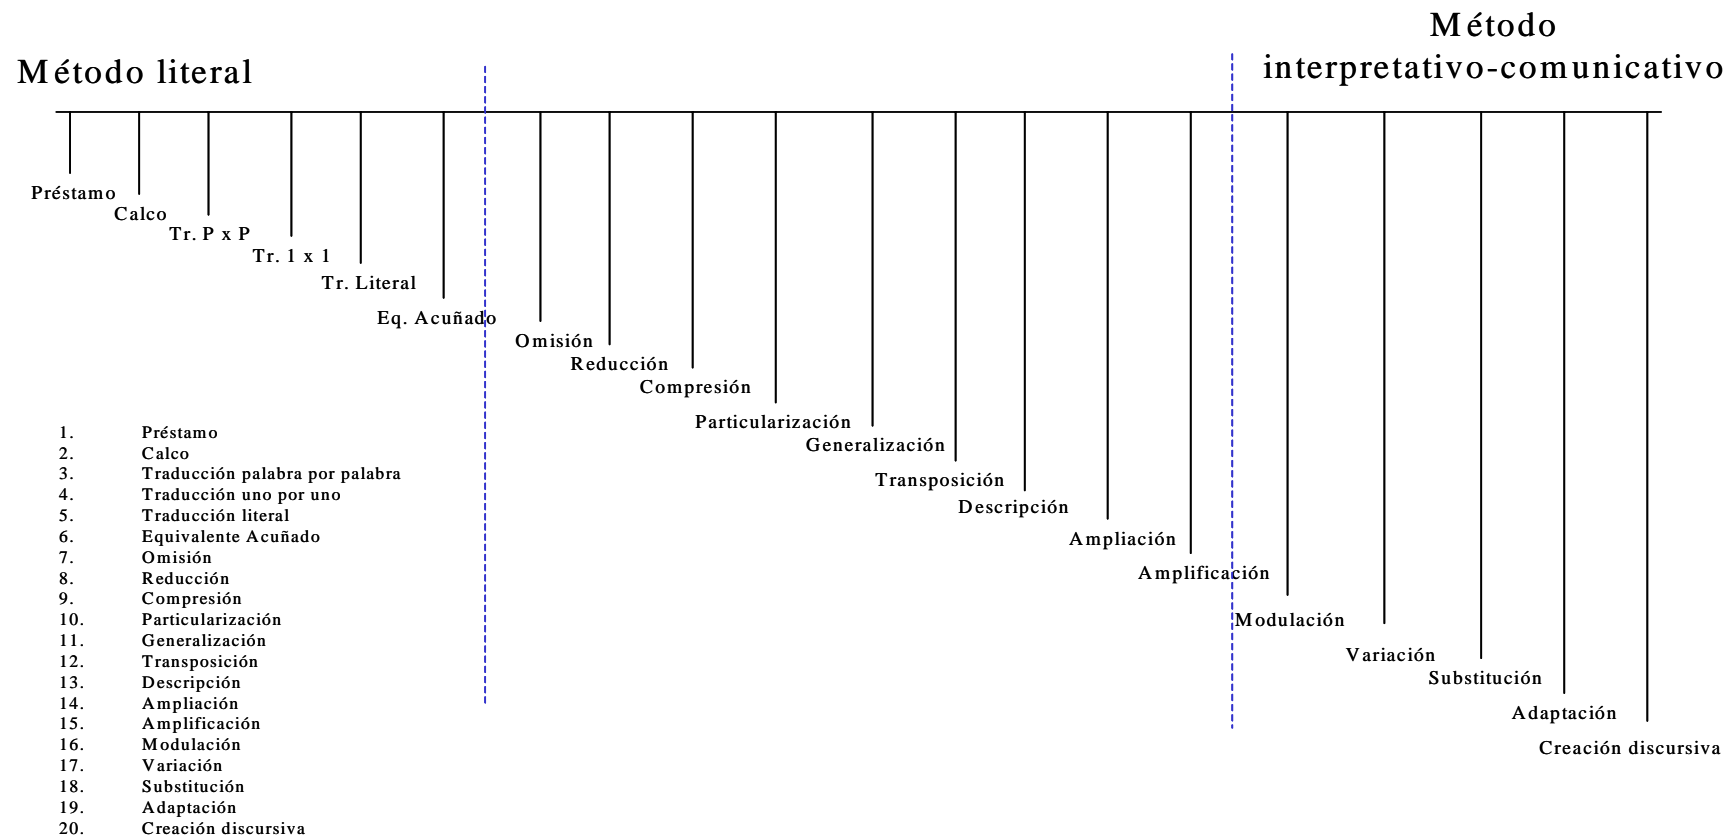 Método
interpretativo-comunicativo
Método literal
Préstamo
Calco
Tr. P x P
Tr. 1 x 1
Tr. Literal
Eq. Acuñado
Omisión
Reducción
Compresión
Particularización
Generalización
Transposición
Descripción
Ampliación
Amplificación
Modulación
Variación
Substitución
Adaptación
Creación discursiva
1. Préstamo
2. Calco
3. Traducción palabra por palabra
4. Traducción uno por uno
5. Traducción literal
6. Equivalente Acuñado
7. Omisión
8. Reducción
9. Compresión
10. Particularización
11. Generalización
12. Transposición
13. Descripción
14. Ampliación
15. Amplificación
16. Modulación
17. Variación
18. Substitución
19. Adaptación
20. Creación discursiva